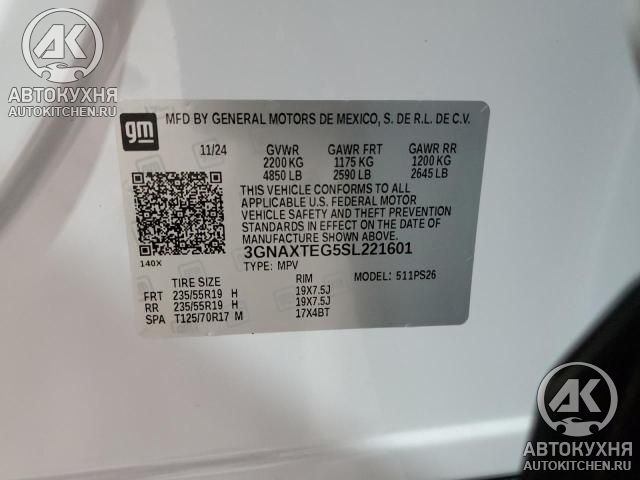 АВТОКУХНЯ
AUTOKITCHEN.RU
gm
MFD BY GENERAL MOTORS DE MEXICO, S. DE R.L. DE C.V.
11/24 GVWR GAWR FRT GAWR RR
2200 KG 1175 KG 1200 KG
4850 LB 2590 LB 2645 LB
THIS VEHICLE CONFORMS TO ALL
APPLICABLE U.S. FEDERAL MOTOR
VEHICLE SAFETY AND THEFT PREVENTION
STANDARDS IN EFFECT ON THE DATE OF
MANUFACTURE SHOWN ABOVE.
3GNAXTEG5SL221601
140X
TYPE: MPV MODEL: 511PS26
TIRE SIZE RIM
FRT 235/55R19 H 19X7.5J
RR 235/55R19 H 19X7.5J
SPA T125/70R17 M 17X4BT
АК
АВТОКУХНЯ
AUTOKITCHEN.RU